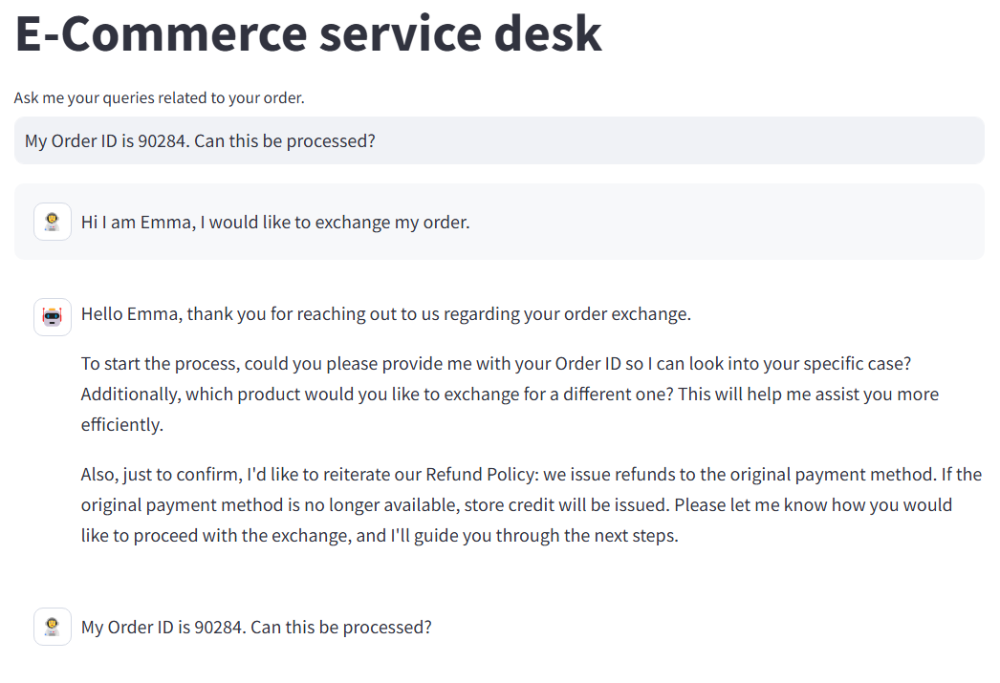 E-Commerce service desk
Ask me your queries related to your order.
My Order ID is 90284. Can this be processed?
Hi I am Emma, I would like to exchange my order.
Hello Emma, thank you for reaching out to us regarding your order exchange.
To start the process, could you please provide me with your Order ID so I can look into your specific case?
Additionally, which product would you like to exchange for a different one? This will help me assist you more
efficiently.
Also, just to confirm, I'd like to reiterate our Refund Policy: we issue refunds to the original payment method. If the
original payment method is no longer available, store credit will be issued. Please let me know how you would
like to proceed with the exchange, and I'll guide you through the next steps.
My Order ID is 90284. Can this be processed?